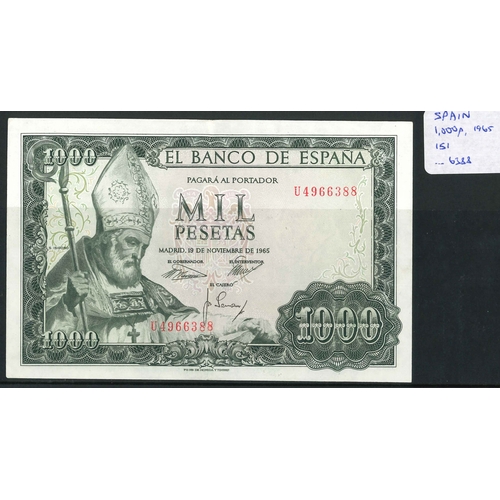 SPAIN
1,000p, 1965
151
... 6388
1000
EL BANCO DE ESPAÑA
PAGARÁ AL PORTADOR
U4966388
MIL
PESETAS
MADRID, 19 DE NOVIEMBRE DE 1965
EL GOBERNADOR
EL INTERVENTOR
EL CAJERO
S. ISIDORO
U4966388
1000
1000